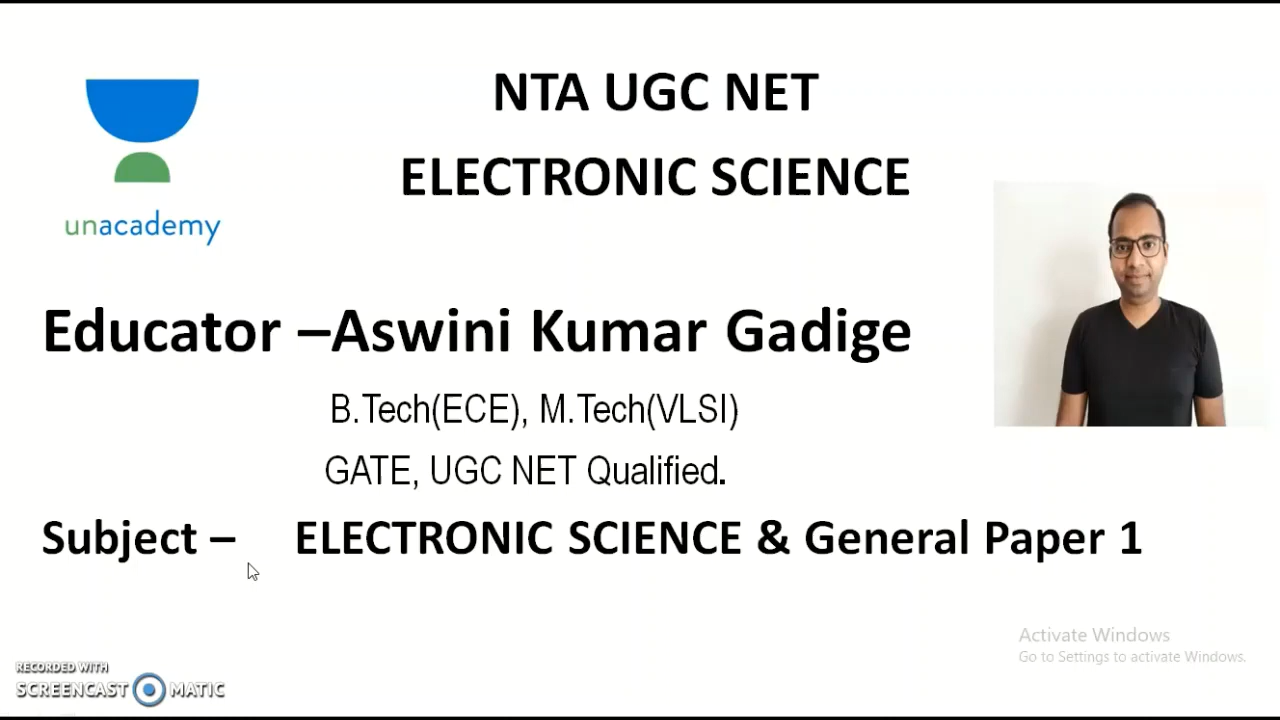 NTA UGC NET
ELECTRONIC SCIENCE
unacademy
Educator –Aswini Kumar Gadige
B.Tech(ECE), M.Tech(VLSI)
GATE, UGC NET Qualified.
Subject – ELECTRONIC SCIENCE & General Paper 1
Activate Windows
Go to Settings to activate Windows.
RECORDED WITH
SCREENCAST MATIC